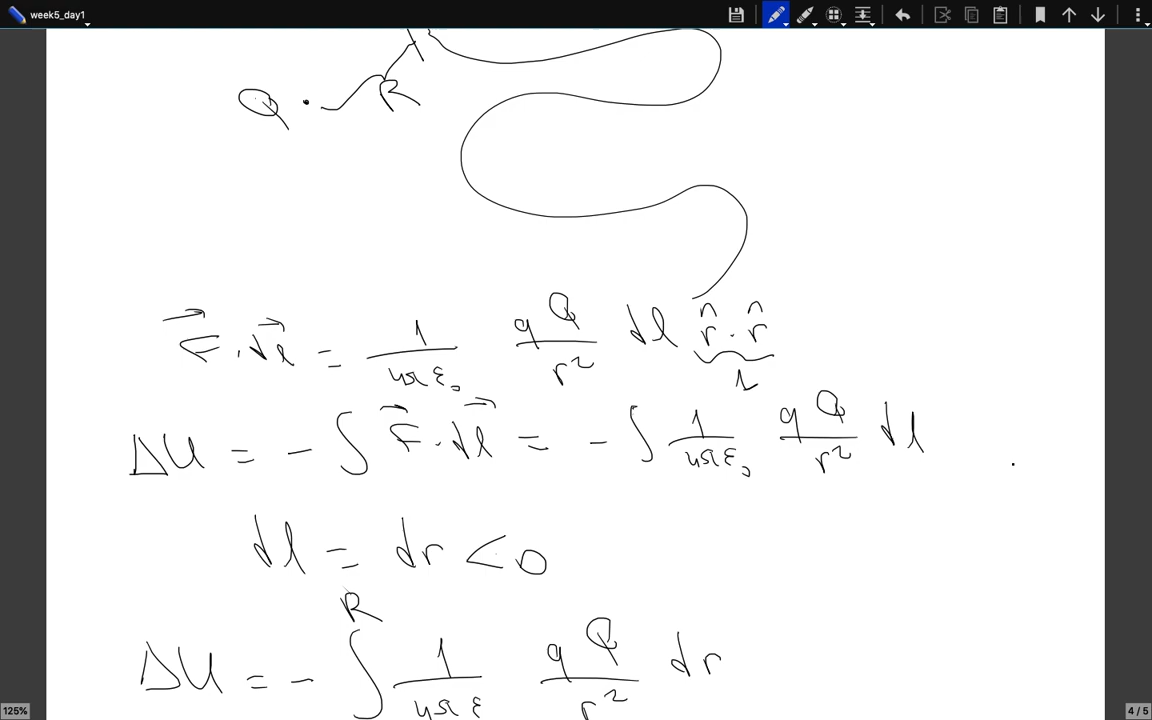 week5_day1
Q R
F⃗ · dl⃗ = 1/4πε₀ qQ/r² dl r̂ · r̂
1
ΔU = - ∫ F⃗ · dl⃗ = - ∫ 1/4πε₀ qQ/r² dl
dl = dr < 0
R
ΔU = - ∫ 1/4πε qQ/r² dr
125% 4 / 5